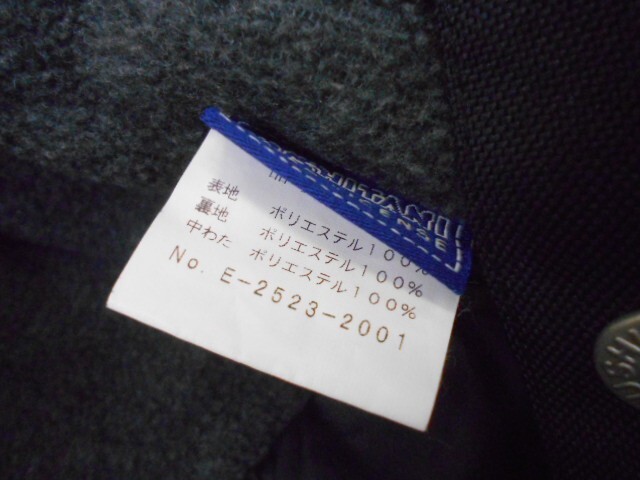 SENSE
表地 ポリエステル100%
裏地 ポリエステル100%
中わた ポリエステル100%
No. E-2523-2001